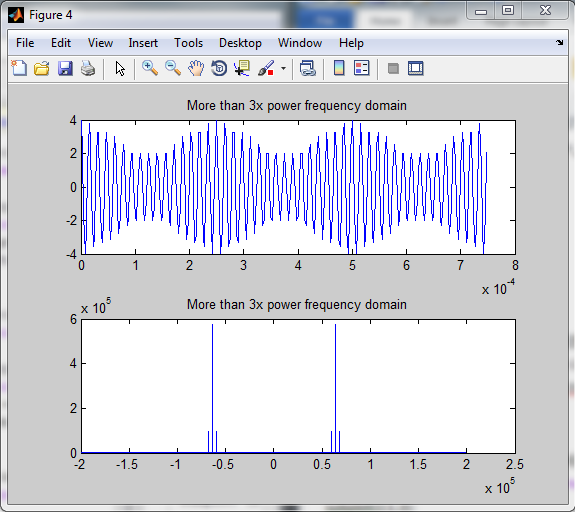 Figure 4
File Edit View Insert Tools Desktop Window Help
More than 3x power frequency domain
4
2
0
-2
-4
0 1 2 3 4 5 6 7 8
x 10^-4
More than 3x power frequency domain
x 10^5
6
4
2
0
-2 -1.5 -1 -0.5 0 0.5 1 1.5 2 2.5
x 10^5